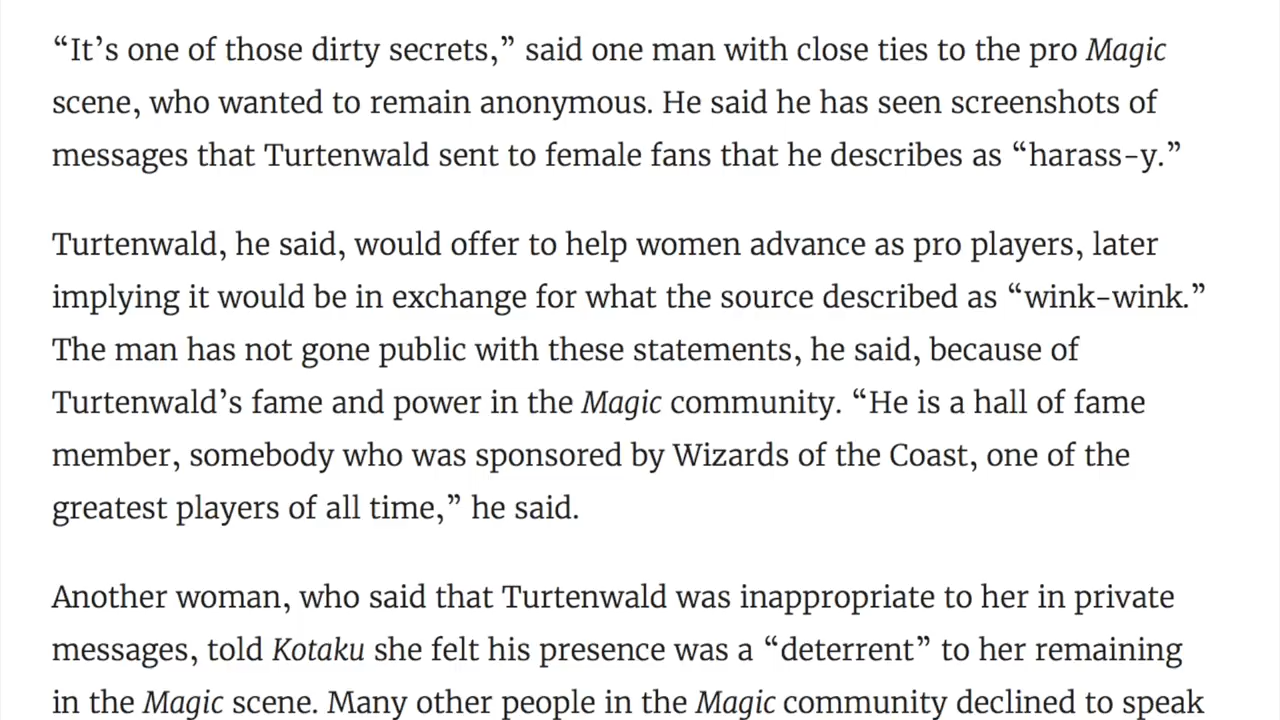 “It’s one of those dirty secrets,” said one man with close ties to the pro Magic
scene, who wanted to remain anonymous. He said he has seen screenshots of
messages that Turtenwald sent to female fans that he describes as “harass-y.”
Turtenwald, he said, would offer to help women advance as pro players, later
implying it would be in exchange for what the source described as “wink-wink.”
The man has not gone public with these statements, he said, because of
Turtenwald’s fame and power in the Magic community. “He is a hall of fame
member, somebody who was sponsored by Wizards of the Coast, one of the
greatest players of all time,” he said.
Another woman, who said that Turtenwald was inappropriate to her in private
messages, told Kotaku she felt his presence was a “deterrent” to her remaining
in the Magic scene. Many other people in the Magic community declined to speak